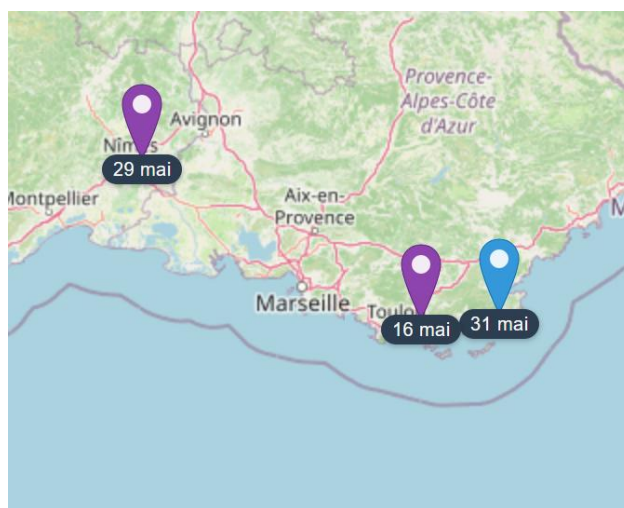 Provence-
Alpes-Côte
d'Azur
Avignon
Nîmes
29 mai
Montpellier
Aix-en-
Provence
Marseille
16 mai
31 mai